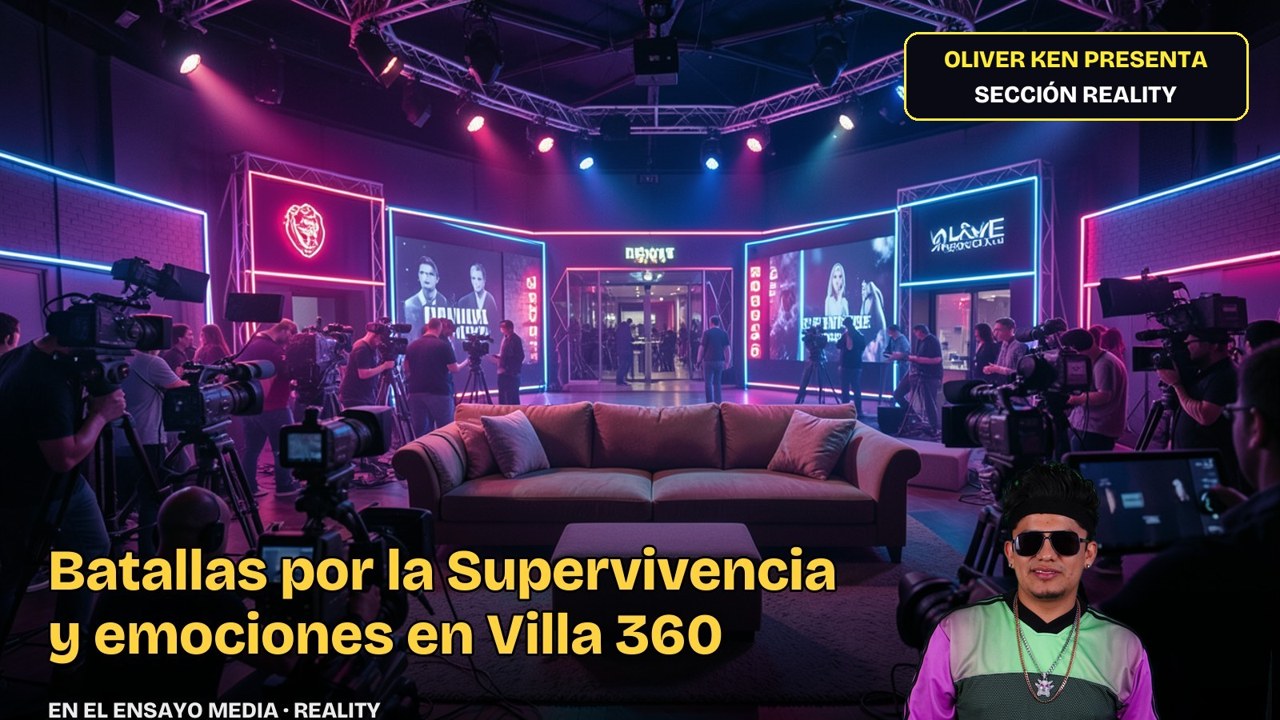 OLIVER KEN PRESENTA
SECCIÓN REALITY
Batallas por la Supervivencia
y emociones en Villa 360
EN EL ENSAYO MEDIA · REALITY